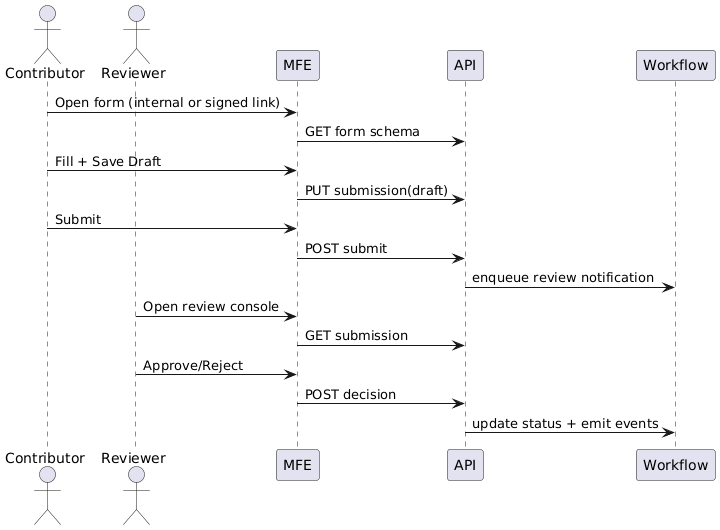 Contributor
Reviewer
MFE
API
Workflow
Open form (internal or signed link)
GET form schema
Fill + Save Draft
PUT submission(draft)
Submit
POST submit
enqueue review notification
Open review console
GET submission
Approve/Reject
POST decision
update status + emit events
Contributor
Reviewer
MFE
API
Workflow